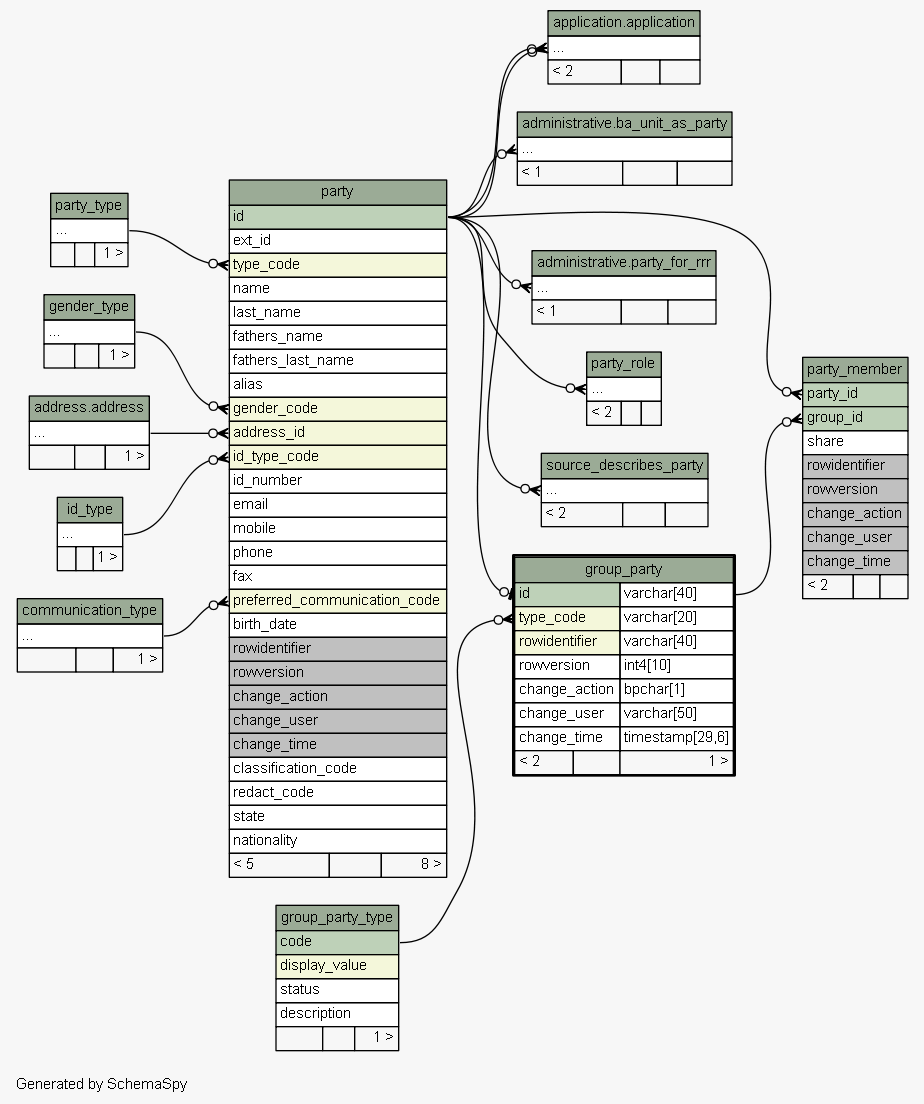 application.application
...
< 2
administrative.ba_unit_as_party
...
< 1
party
id
ext_id
type_code
name
last_name
fathers_name
fathers_last_name
alias
gender_code
address_id
id_type_code
id_number
email
mobile
phone
fax
preferred_communication_code
birth_date
rowidentifier
rowversion
change_action
change_user
change_time
classification_code
redact_code
state
nationality
< 5 8 >
party_type
...
1 >
gender_type
...
1 >
address.address
...
1 >
id_type
...
1 >
communication_type
...
1 >
administrative.party_for_rrr
...
< 1
party_role
...
< 2
source_describes_party
...
< 2
party_member
party_id
group_id
share
rowidentifier
rowversion
change_action
change_user
change_time
< 2
group_party
id varchar[40]
type_code varchar[20]
rowidentifier varchar[40]
rowversion int4[10]
change_action bpchar[1]
change_user varchar[50]
change_time timestamp[29,6]
< 2 1 >
group_party_type
code
display_value
status
description
1 >
Generated by SchemaSpy